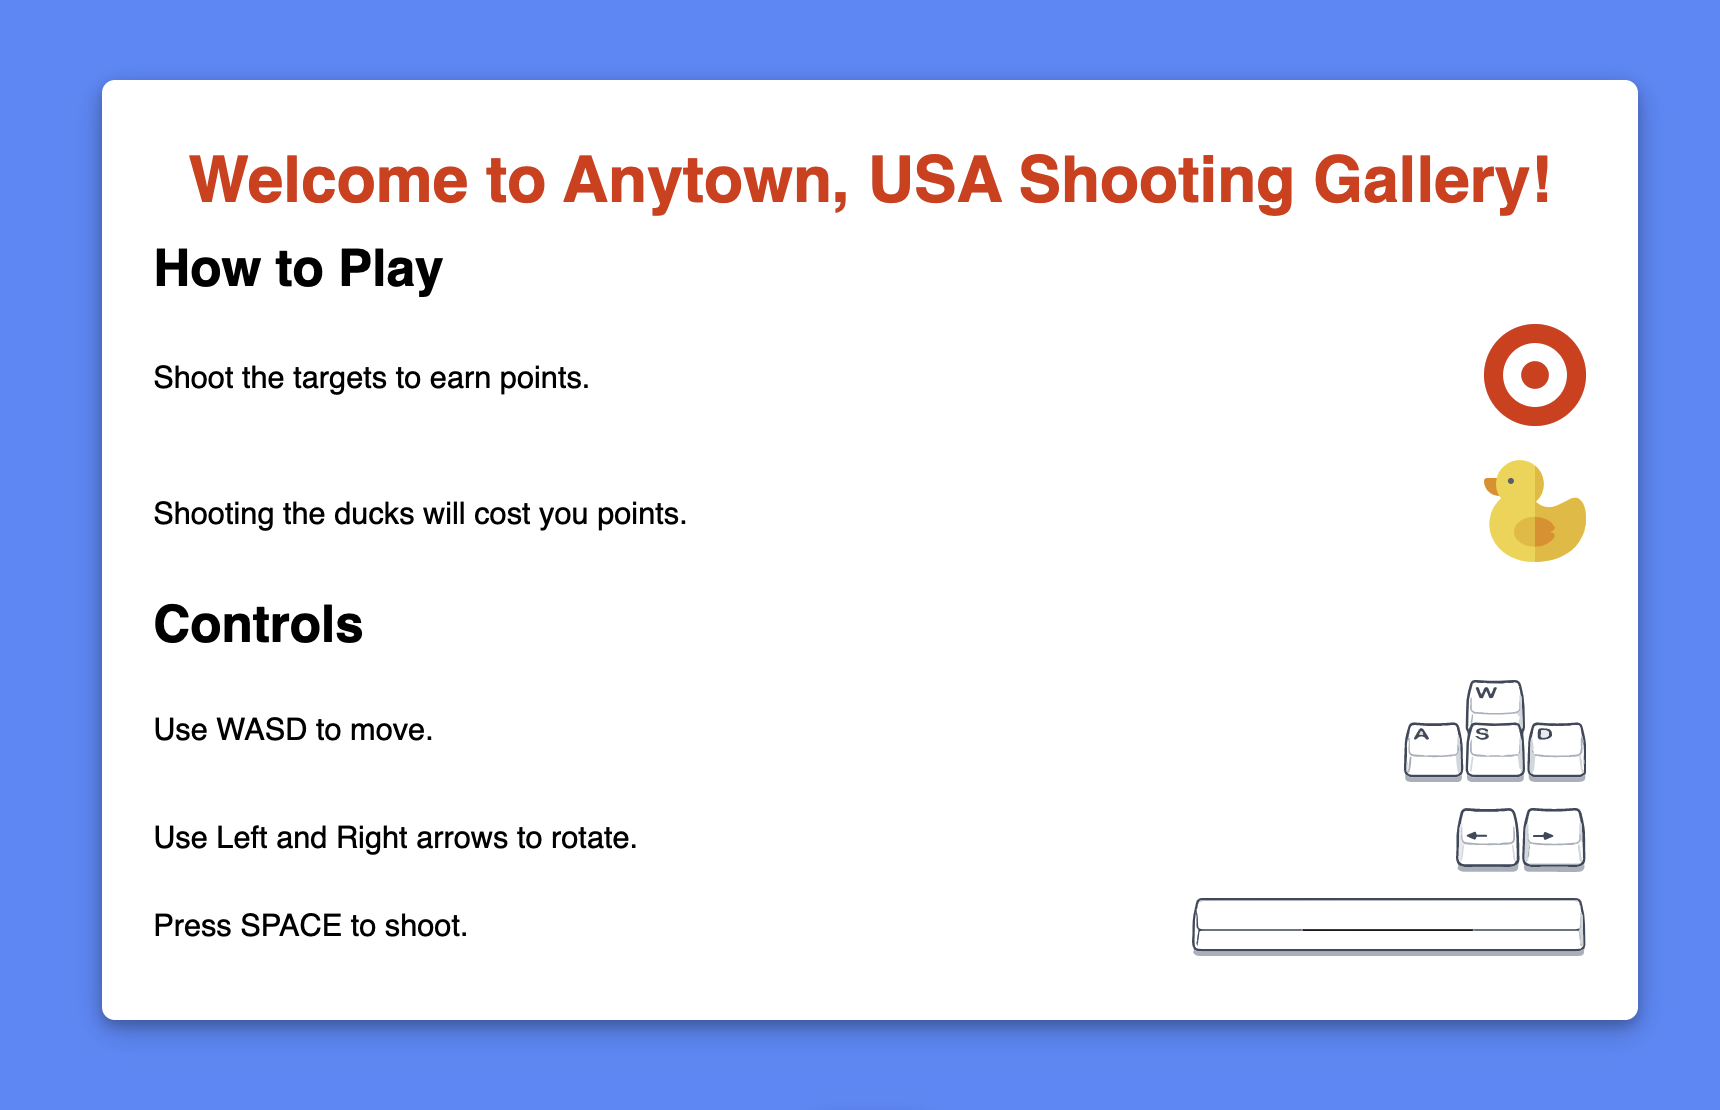 Welcome to Anytown, USA Shooting Gallery!
How to Play
Shoot the targets to earn points.
Shooting the ducks will cost you points.
Controls
Use WASD to move.
W
A S D
Use Left and Right arrows to rotate.
Press SPACE to shoot.